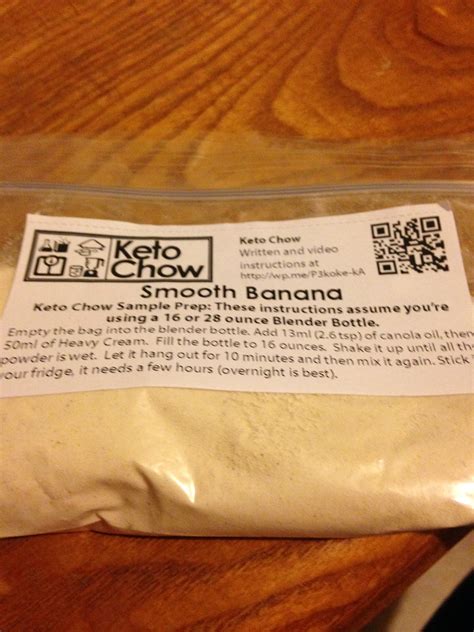 Keto
Chow
Keto Chow
Written and video
instructions at
http://wp.me/P3koke-kA
Smooth Banana
Keto Chow Sample Prep: These instructions assume you're
using a 16 or 28 ounce Blender Bottle.
Empty the bag into the blender bottle. Add 13ml (2.6tsp) of canola oil, then
50ml of Heavy Cream. Fill the bottle to 16 ounces. Shake it up until all the
powder is wet. Let it hang out for 10 minutes and then mix it again. Stick
your fridge, it needs a few hours (overnight is best).